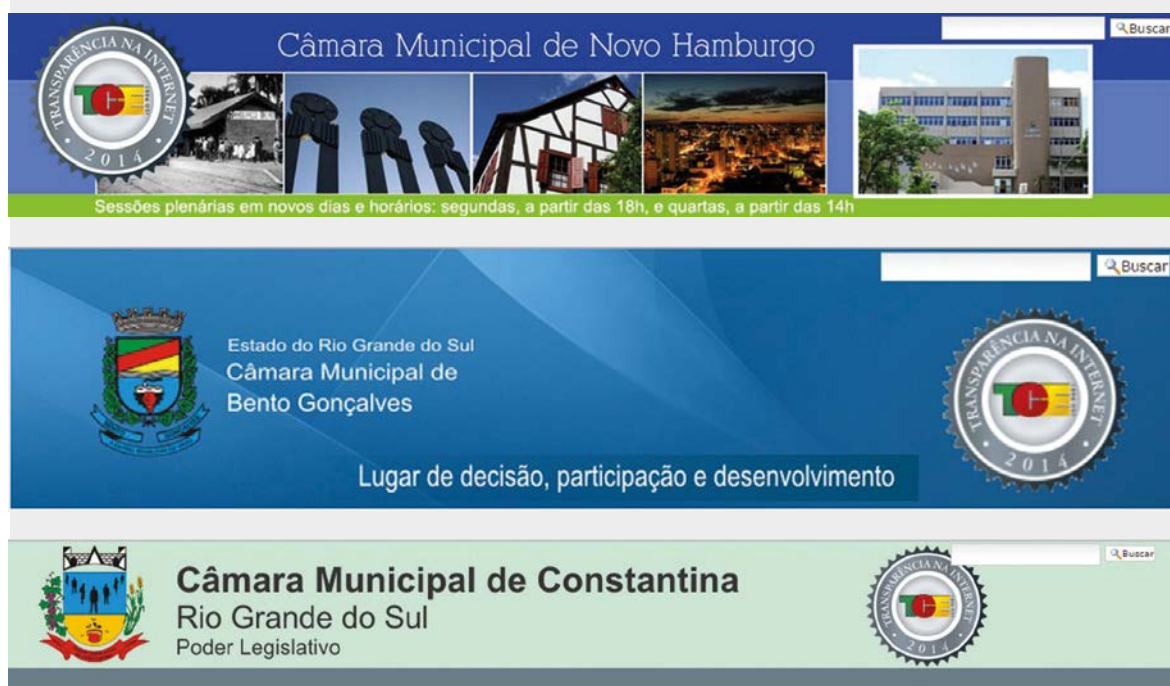 Câmara Municipal de Novo Hamburgo
Buscar
TRANSPARÊNCIA NA INTERNET
TCE
2014
Sessões plenárias em novos dias e horários: segundas, a partir das 18h, e quartas, a partir das 14h
Buscar
Estado do Rio Grande do Sul
Câmara Municipal de
Bento Gonçalves
TRANSPARÊNCIA NA INTERNET
TCE
2014
Lugar de decisão, participação e desenvolvimento
Câmara Municipal de Constantina
Rio Grande do Sul
Poder Legislativo
TRANSPARÊNCIA NA INTERNET
TCE
2014
Buscar